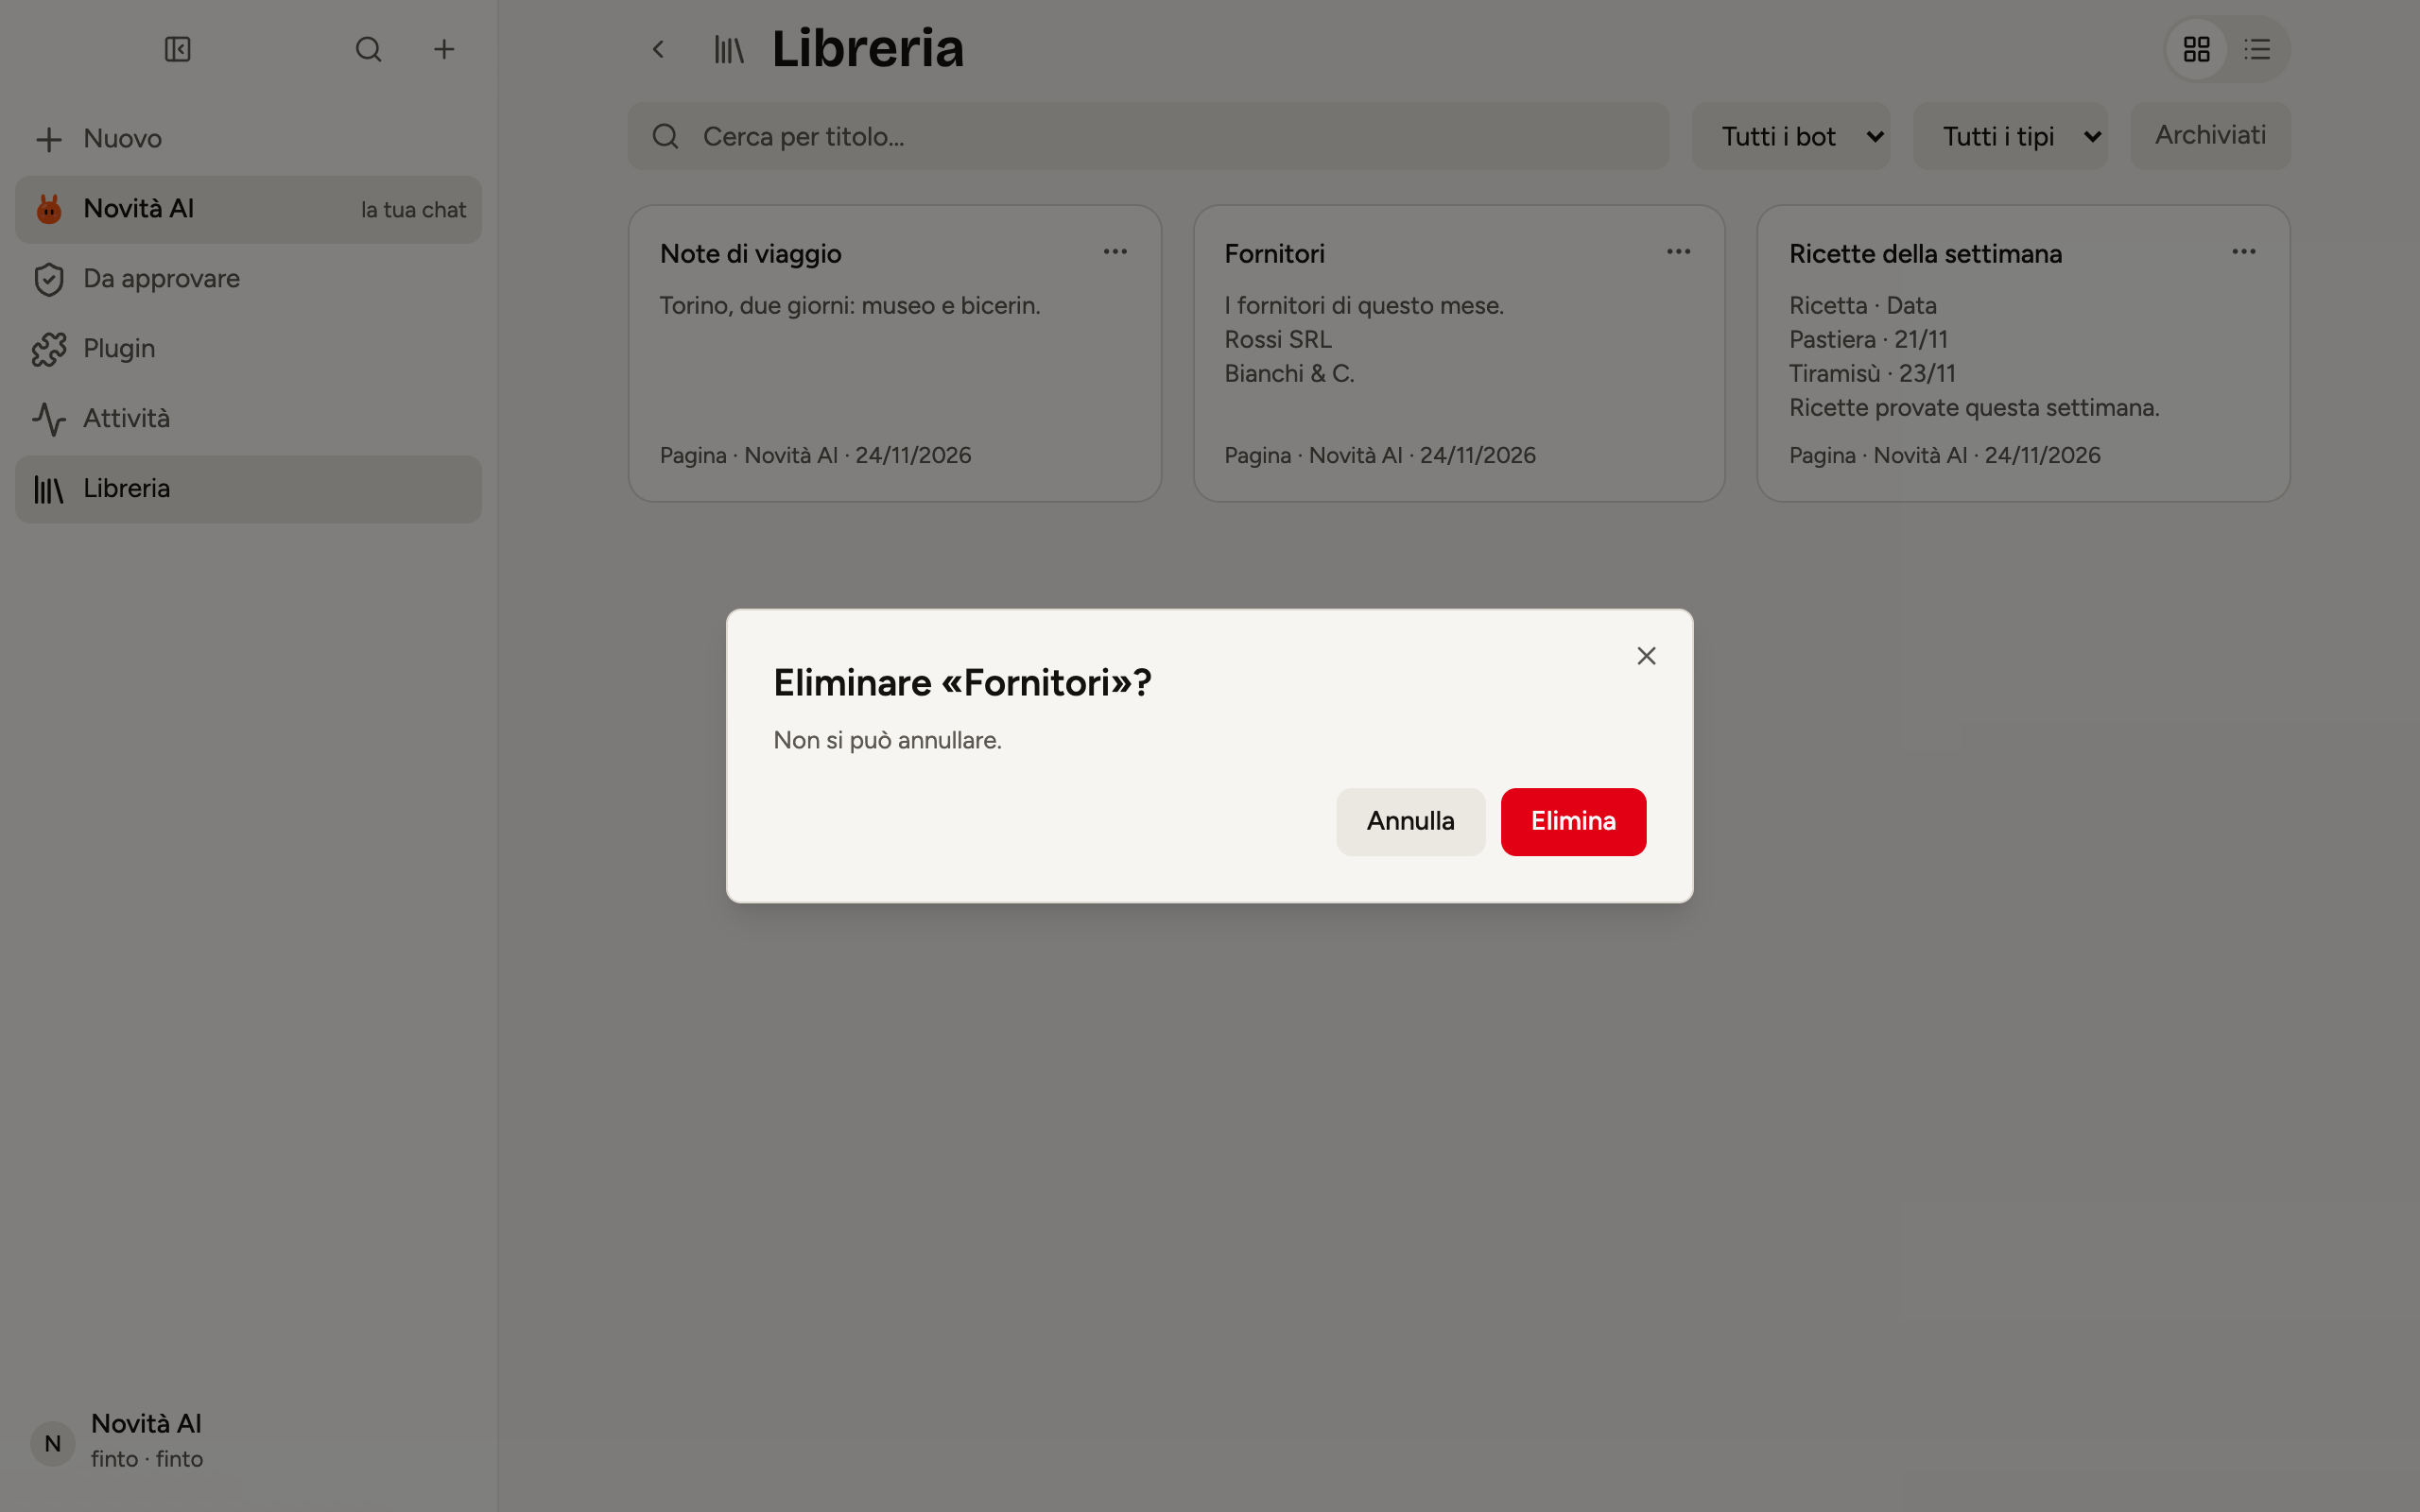 Nuovo
Novità AI
la tua chat
Da approvare
Plugin
Attività
Libreria
Novità AI
N
finto · finto
Libreria
Cerca per titolo...
Tutti i bot
Tutti i tipi
Archiviati
Note di viaggio
Torino, due giorni: museo e bicerin.
Pagina · Novità AI · 24/11/2026
Fornitori
I fornitori di questo mese.
Rossi SRL
Bianchi & C.
Pagina · Novità AI · 24/11/2026
Ricette della settimana
Ricetta · Data
Pastiera · 21/11
Tiramisù · 23/11
Ricette provate questa settimana.
Pagina · Novità AI · 24/11/2026
Eliminare «Fornitori»?
Non si può annullare.
Annulla
Elimina